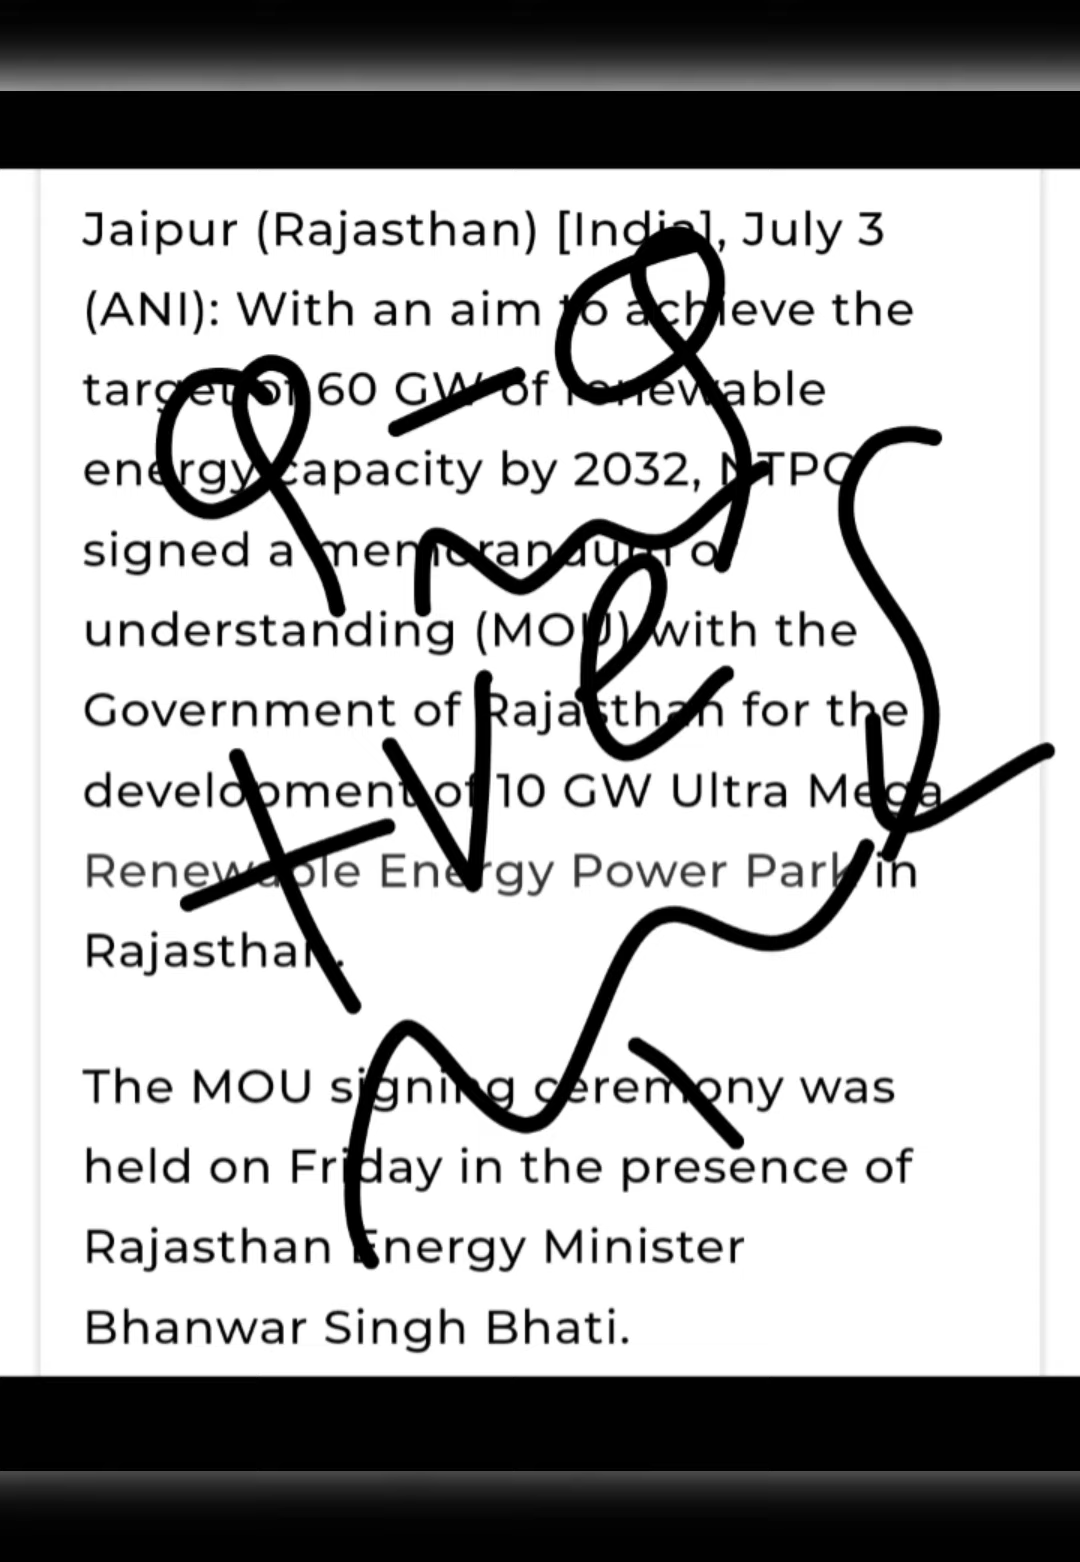 Jaipur (Rajasthan) [India], July 3
(ANI): With an aim to achieve the
target of 60 GW of renewable
energy capacity by 2032, NTPC
signed a memorandum of
understanding (MOU) with the
Government of Rajasthan for the
development of 10 GW Ultra Mega
Renewable Energy Power Park in
Rajasthan.
The MOU signing ceremony was
held on Friday in the presence of
Rajasthan Energy Minister
Bhanwar Singh Bhati.